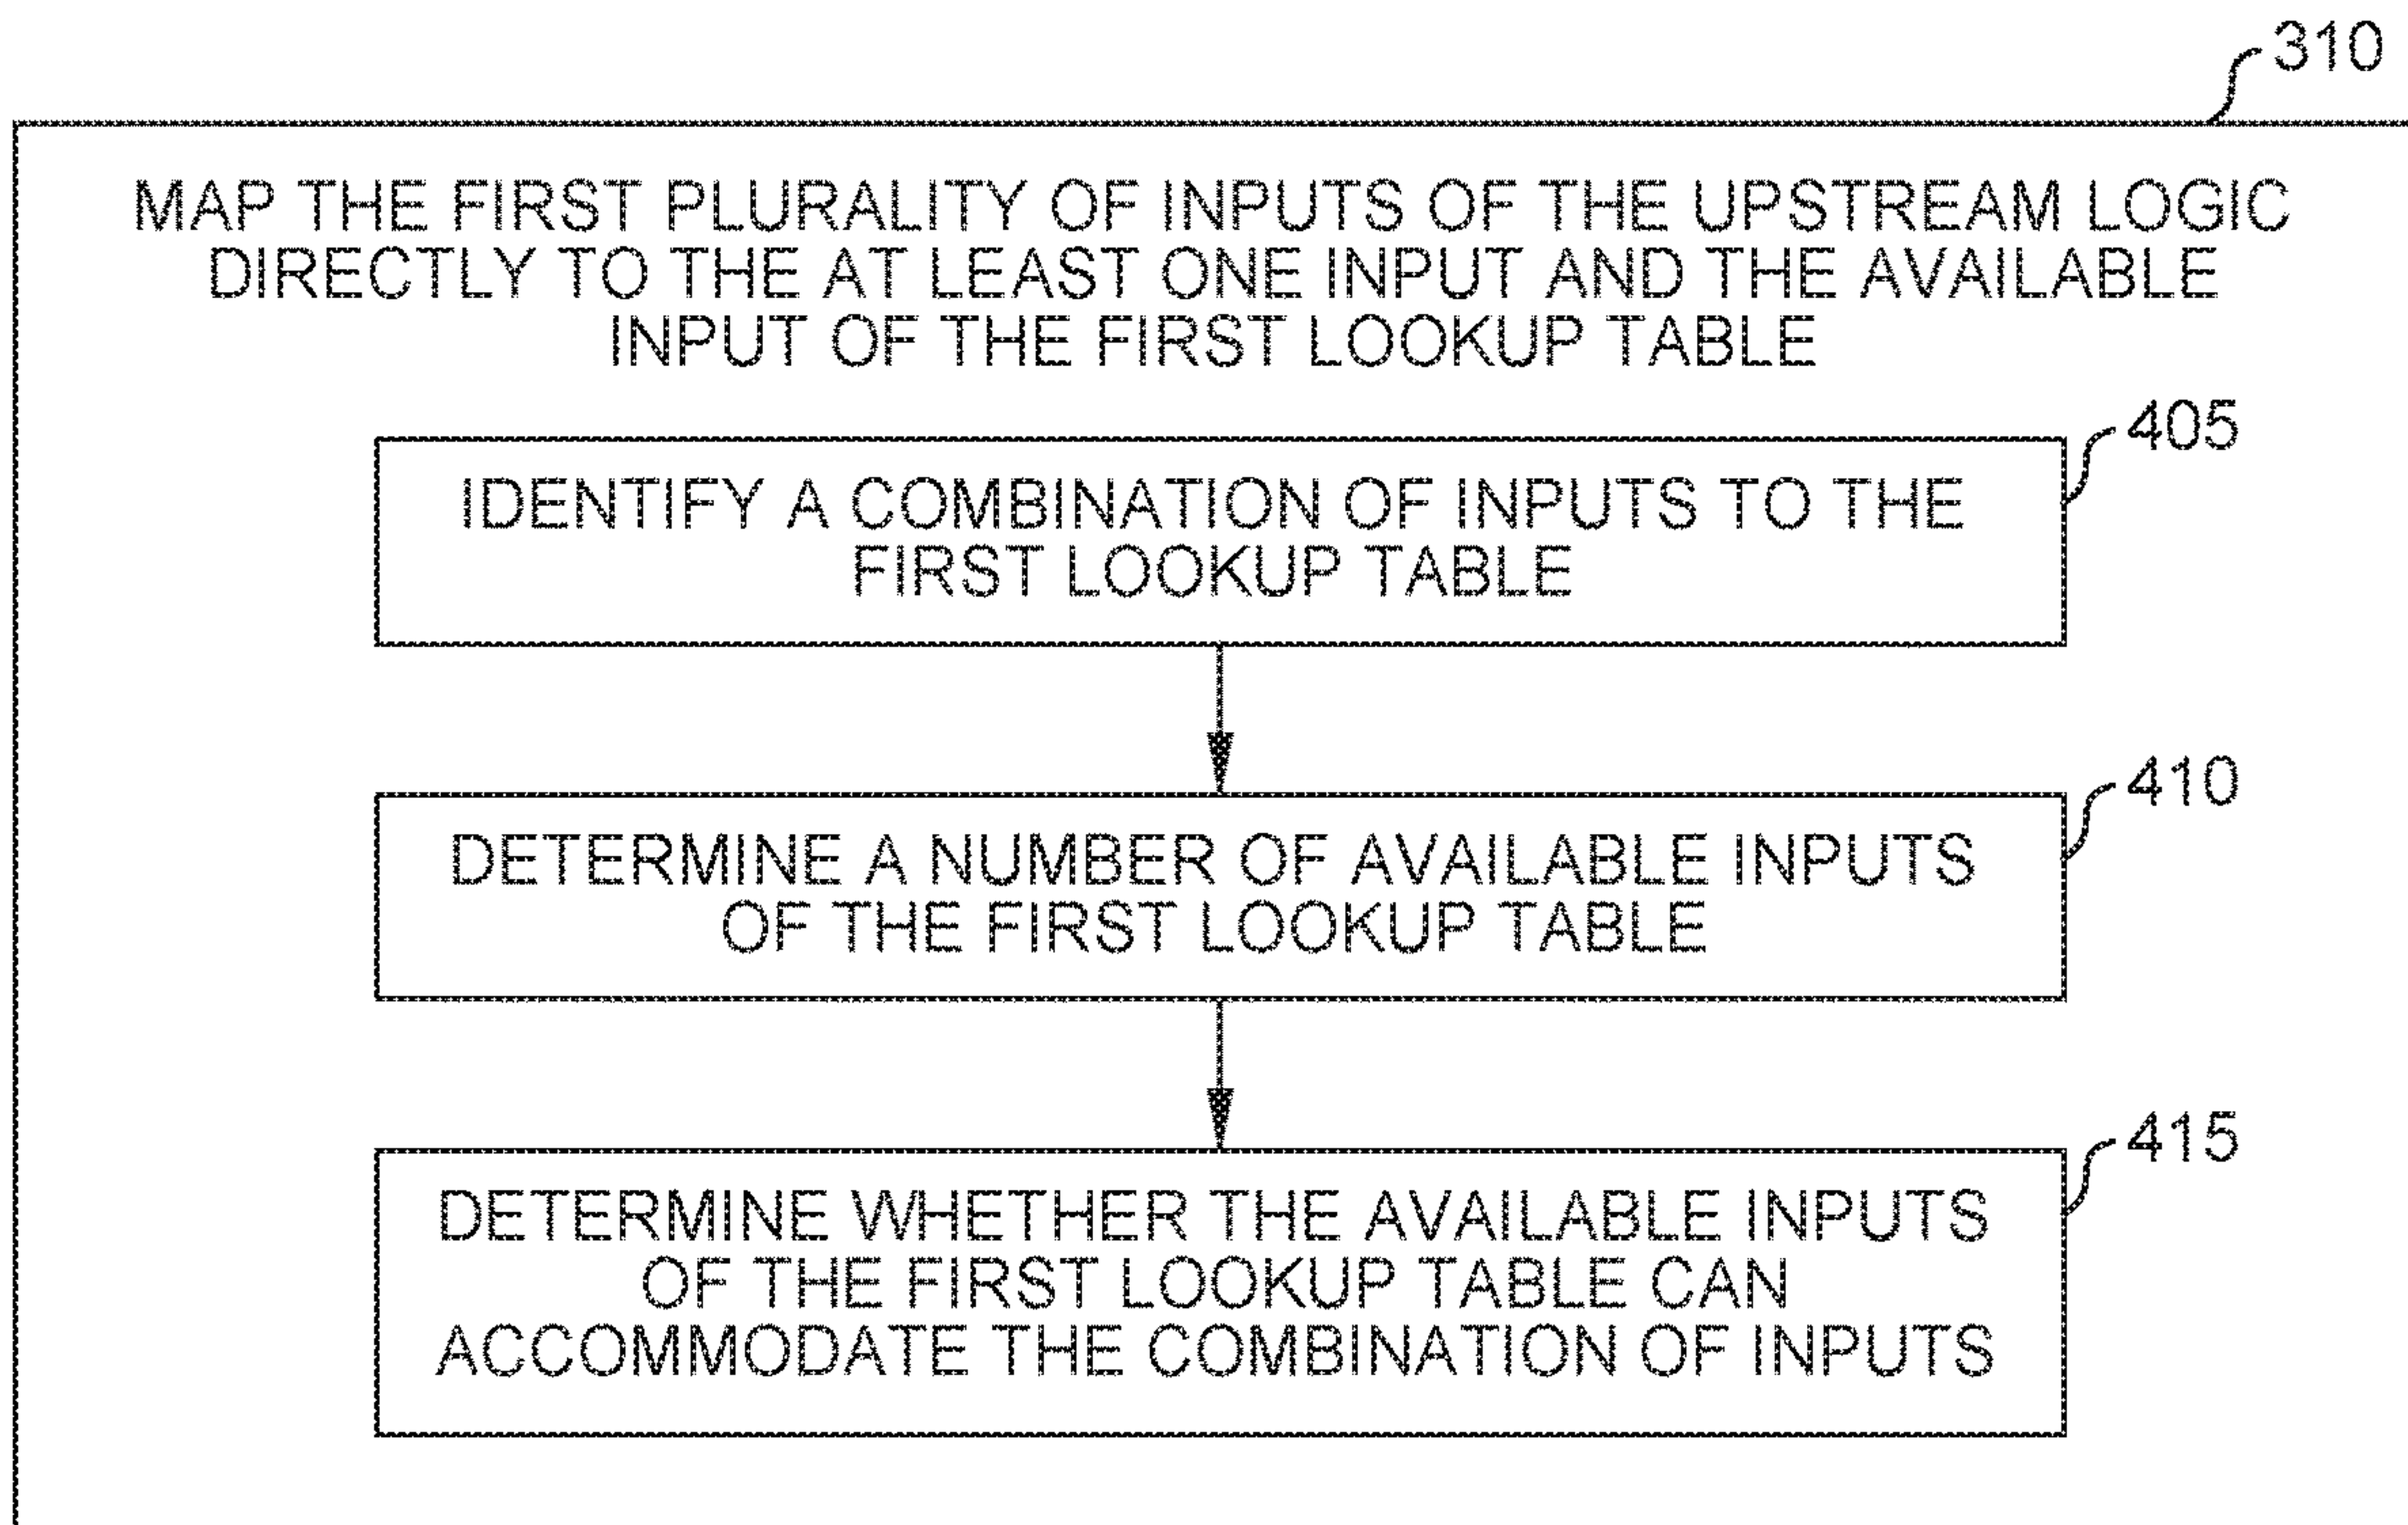 310
MAP THE FIRST PLURALITY OF INPUTS OF THE UPSTREAM LOGIC
DIRECTLY TO THE AT LEAST ONE INPUT AND THE AVAILABLE
INPUT OF THE FIRST LOOKUP TABLE
405
IDENTIFY A COMBINATION OF INPUTS TO THE
FIRST LOOKUP TABLE
410
DETERMINE A NUMBER OF AVAILABLE INPUTS
OF THE FIRST LOOKUP TABLE
415
DETERMINE WHETHER THE AVAILABLE INPUTS
OF THE FIRST LOOKUP TABLE CAN
ACCOMMODATE THE COMBINATION OF INPUTS